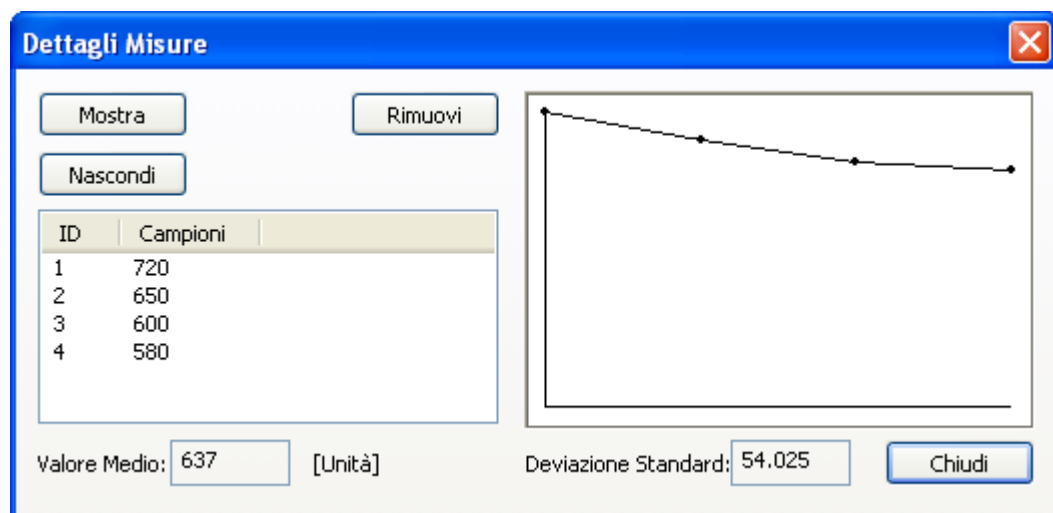 Dettagli Misure
Mostra
Rimuovi
Nascondi
ID Campioni
1 720
2 650
3 600
4 580
Valore Medio: 637 [Unità]
Deviazione Standard: 54.025
Chiudi